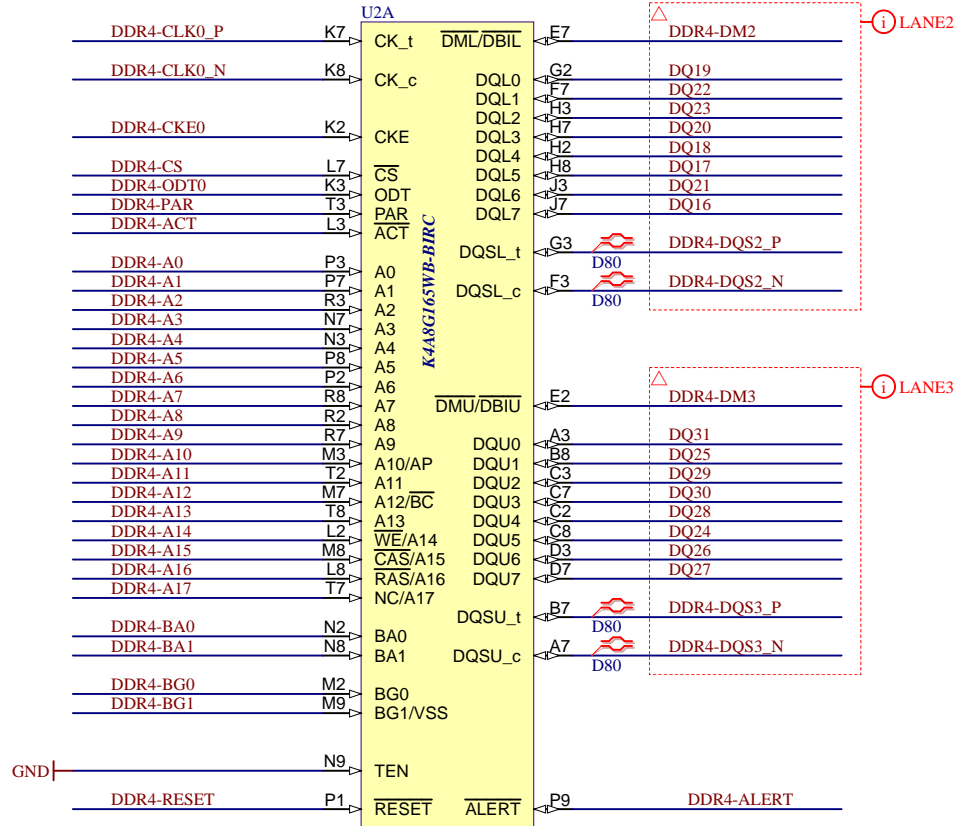 U2A
DDR4-CLK0_P K7 CK_t DML/DBIL E7 DDR4-DM2 i LANE2
DDR4-CLK0_N K8 CK_c DQL0 G2 DQ19
DQL1 F7 DQ22
DQL2 H3 DQ23
DDR4-CKE0 K2 CKE DQL3 H7 DQ20
DQL4 H2 DQ18
DDR4-CS L7 CS DQL5 H8 DQ17
DDR4-ODT0 K3 ODT DQL6 J3 DQ21
DDR4-PAR T3 PAR DQL7 J7 DQ16
DDR4-ACT L3 ACT
DQSL_t G3 D80 DDR4-DQS2_P
DDR4-A0 P3 A0
DDR4-A1 P7 A1 DQSL_c F3 D80 DDR4-DQS2_N
DDR4-A2 R3 A2
DDR4-A3 N7 A3
K4A8G165WB-BIRC
DDR4-A4 N3 A4
DDR4-A5 P8 A5
DDR4-A6 P2 A6
DDR4-A7 R8 A7 DMU/DBIU E2 DDR4-DM3 i LANE3
DDR4-A8 R2 A8
DDR4-A9 R7 A9 DQU0 A3 DQ31
DDR4-A10 M3 A10/AP DQU1 B8 DQ25
DDR4-A11 T2 A11 DQU2 C3 DQ29
DDR4-A12 M7 A12/BC DQU3 C7 DQ30
DDR4-A13 T8 A13 DQU4 C2 DQ28
DDR4-A14 L2 WE/A14 DQU5 C8 DQ24
DDR4-A15 M8 CAS/A15 DQU6 D3 DQ26
DDR4-A16 L8 RAS/A16 DQU7 D7 DQ27
DDR4-A17 T7 NC/A17
DQSU_t B7 D80 DDR4-DQS3_P
DDR4-BA0 N2 BA0
DDR4-BA1 N8 BA1 DQSU_c A7 D80 DDR4-DQS3_N
DDR4-BG0 M2 BG0
DDR4-BG1 M9 BG1/VSS
GND N9 TEN
DDR4-RESET P1 RESET ALERT P9 DDR4-ALERT